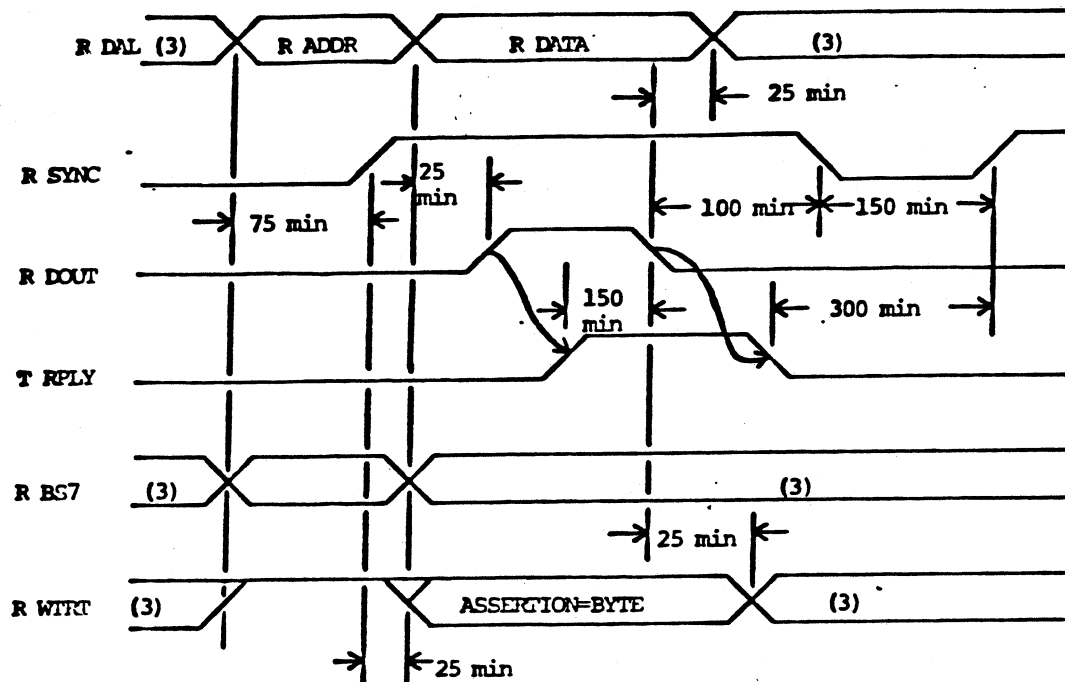 R DAL (3) R ADDR R DATA (3)
25 min
R SYNC
25
min
75 min
100 min 150 min
R DOUT
150
min
300 min
T RPLY
R BS7 (3) (3)
25 min
R WTRT (3) ASSERTION=BYTE (3)
25 min